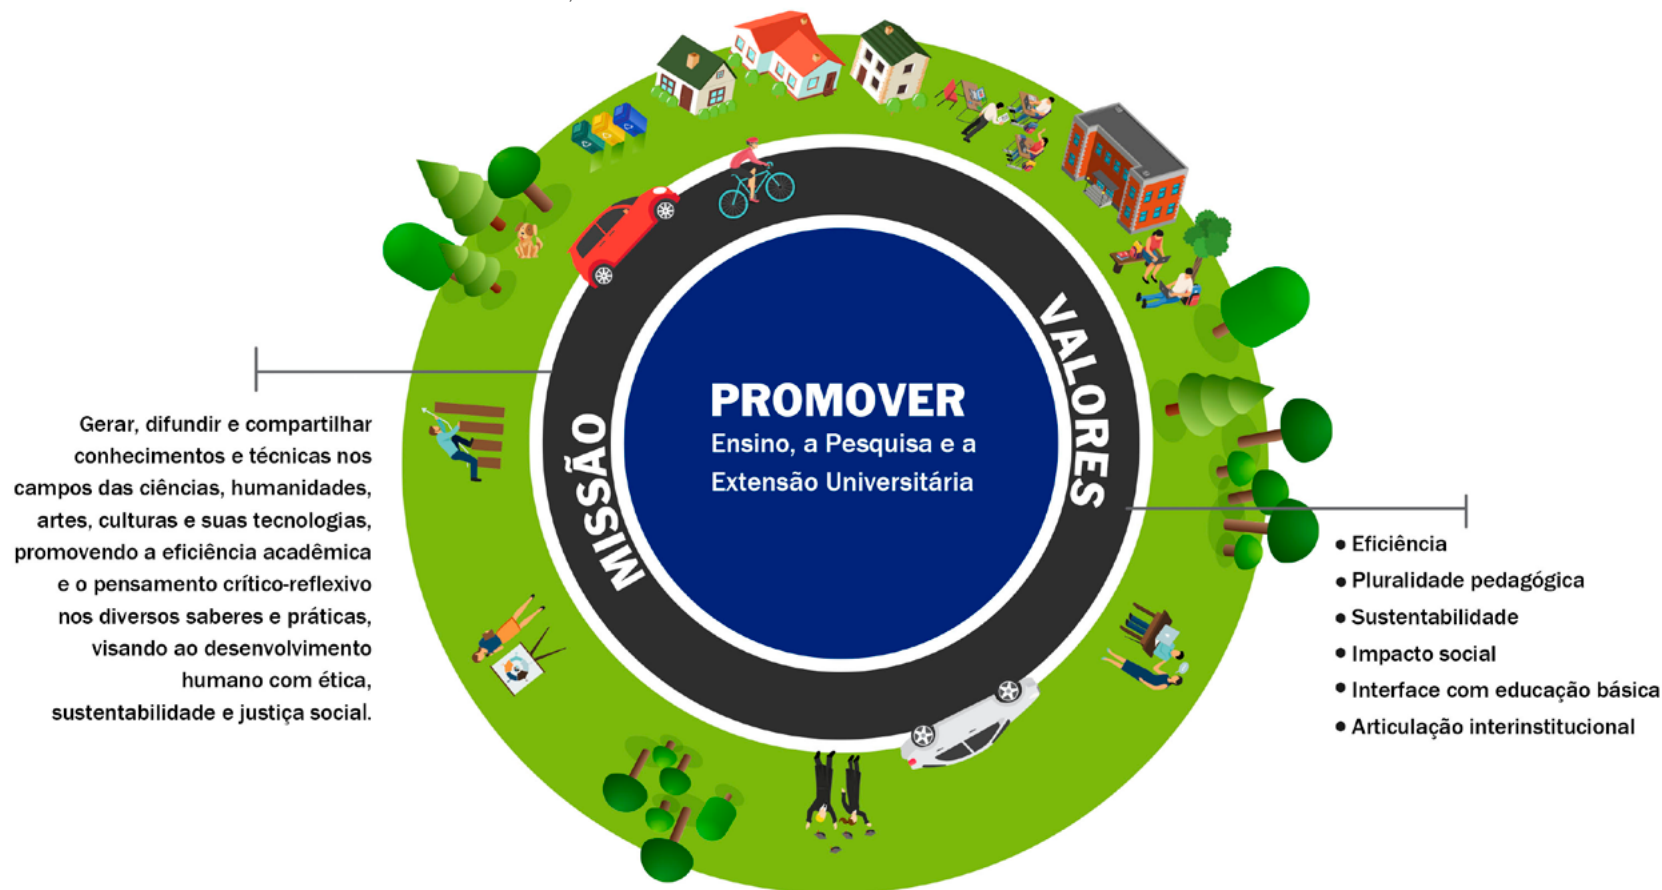 Gerar, difundir e compartilhar
conhecimentos e técnicas nos
campos das ciências, humanidades,
artes, culturas e suas tecnologias,
promovendo a eficiência acadêmica
e o pensamento crítico-reflexivo
nos diversos saberes e práticas,
visando ao desenvolvimento
humano com ética,
sustentabilidade e justiça social.
MISSÃO
PROMOVER
Ensino, a Pesquisa e a
Extensão Universitária
VALORES
• Eficiência
• Pluralidade pedagógica
• Sustentabilidade
• Impacto social
• Interface com educação básica
• Articulação interinstitucional